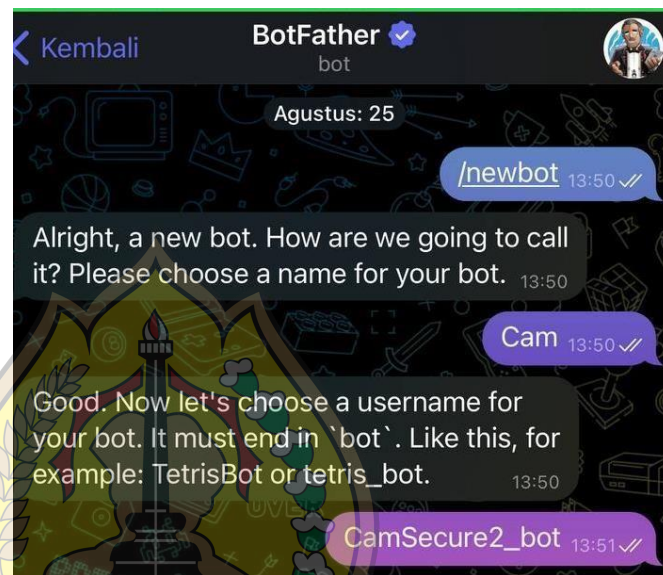 Kembali
BotFather
bot
Agustus: 25
/newbot 13:50
Alright, a new bot. How are we going to call
it? Please choose a name for your bot. 13:50
Cam 13:50
Good. Now let's choose a username for
your bot. It must end in `bot`. Like this, for
example: TetrisBot or tetris_bot. 13:50
CamSecure2_bot 13:51